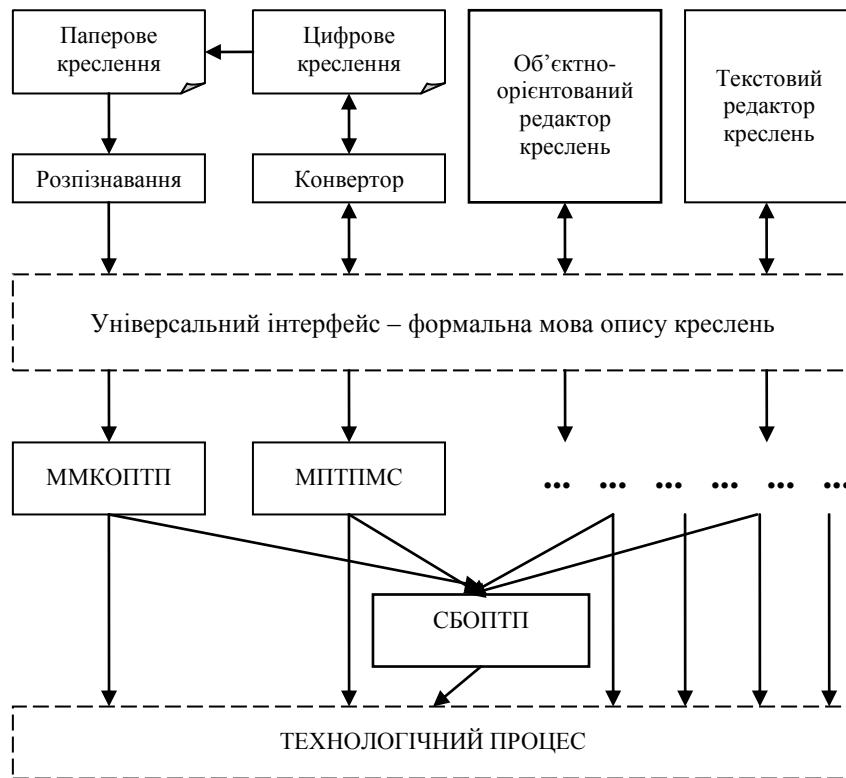 Паперове
креслення
Цифрове
креслення
Об’єктно-
орієнтований
редактор
креслень
Текстовий
редактор
креслень
Розпізнавання
Конвертор
Універсальний інтерфейс – формальна мова опису креслень
ММКОПТП
МПТПМС
... ... ... ... ... ...
СБОПТП
ТЕХНОЛОГІЧНИЙ ПРОЦЕС